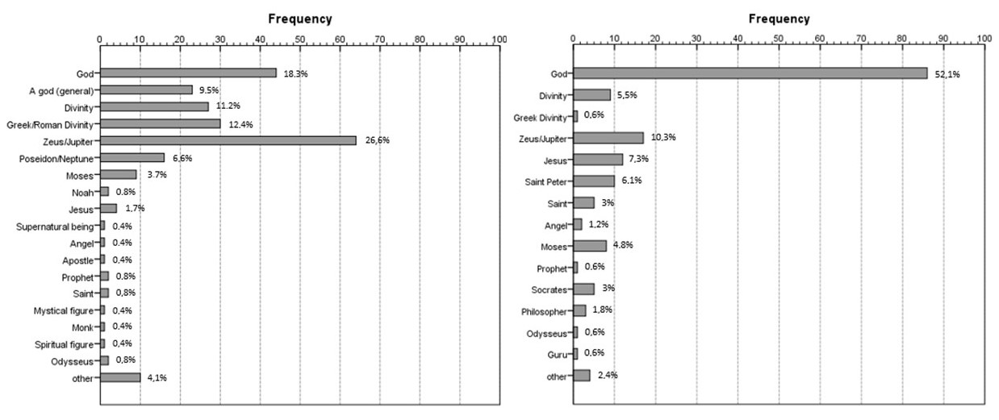 Frequency
0 10 20 30 40 50 60 70 80 90 100
God 18.3%
A god (general) 9.5%
Divinity 11.2%
Greek/Roman Divinity 12.4%
Zeus/Jupiter 26,6%
Poseidon/Neptune 6,6%
Moses 3.7%
Noah 0.8%
Jesus 1,7%
Supernatural being 0.4%
Angel 0.4%
Apostle 0.4%
Prophet 0.8%
Saint 0,8%
Mystical figure 0.4%
Monk 0.4%
Spiritual figure 0.4%
Odysseus 0,8%
other 4,1%
Frequency
0 10 20 30 40 50 60 70 80 90 100
God 52,1%
Divinity 5,5%
Greek Divinity 0,6%
Zeus/Jupiter 10,3%
Jesus 7,3%
Saint Peter 6,1%
Saint 3%
Angel 1,2%
Moses 4.8%
Prophet 0.6%
Socrates 3%
Philosopher 1,8%
Odysseus 0,6%
Guru 0.6%
other 2,4%